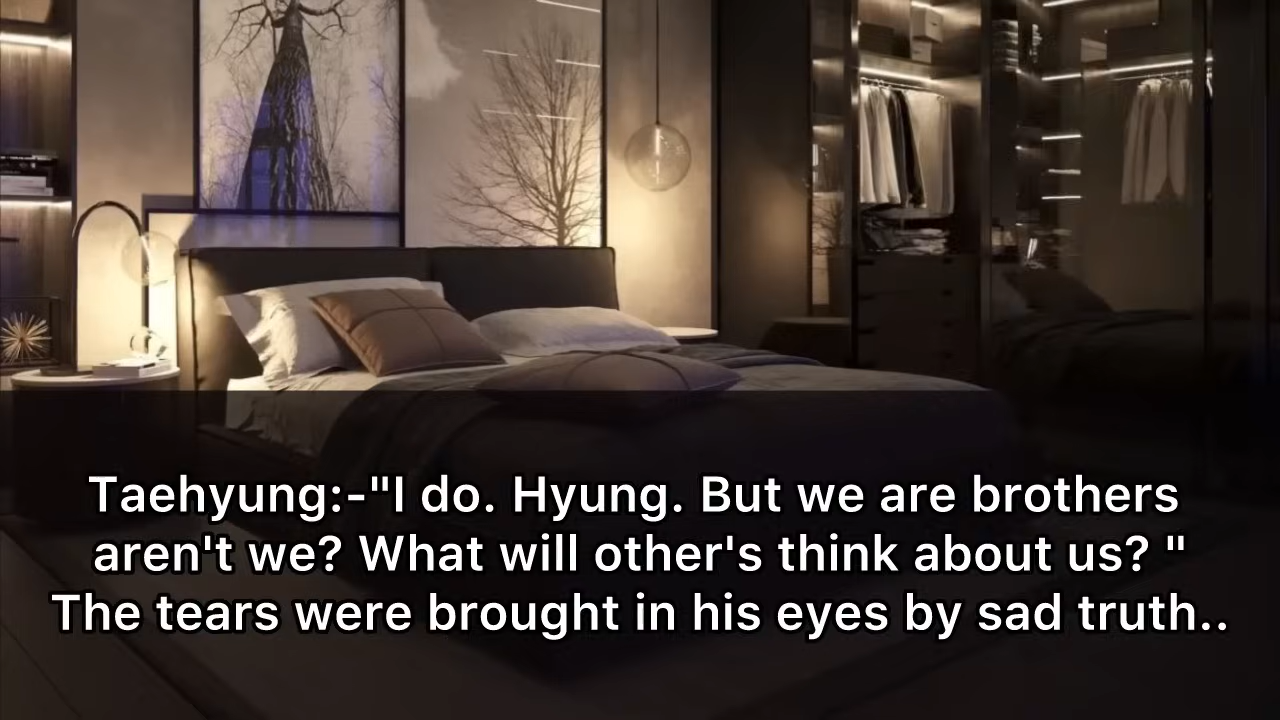 Taehyung:-"I do. Hyung. But we are brothers
aren't we? What will other's think about us? "
The tears were brought in his eyes by sad truth..